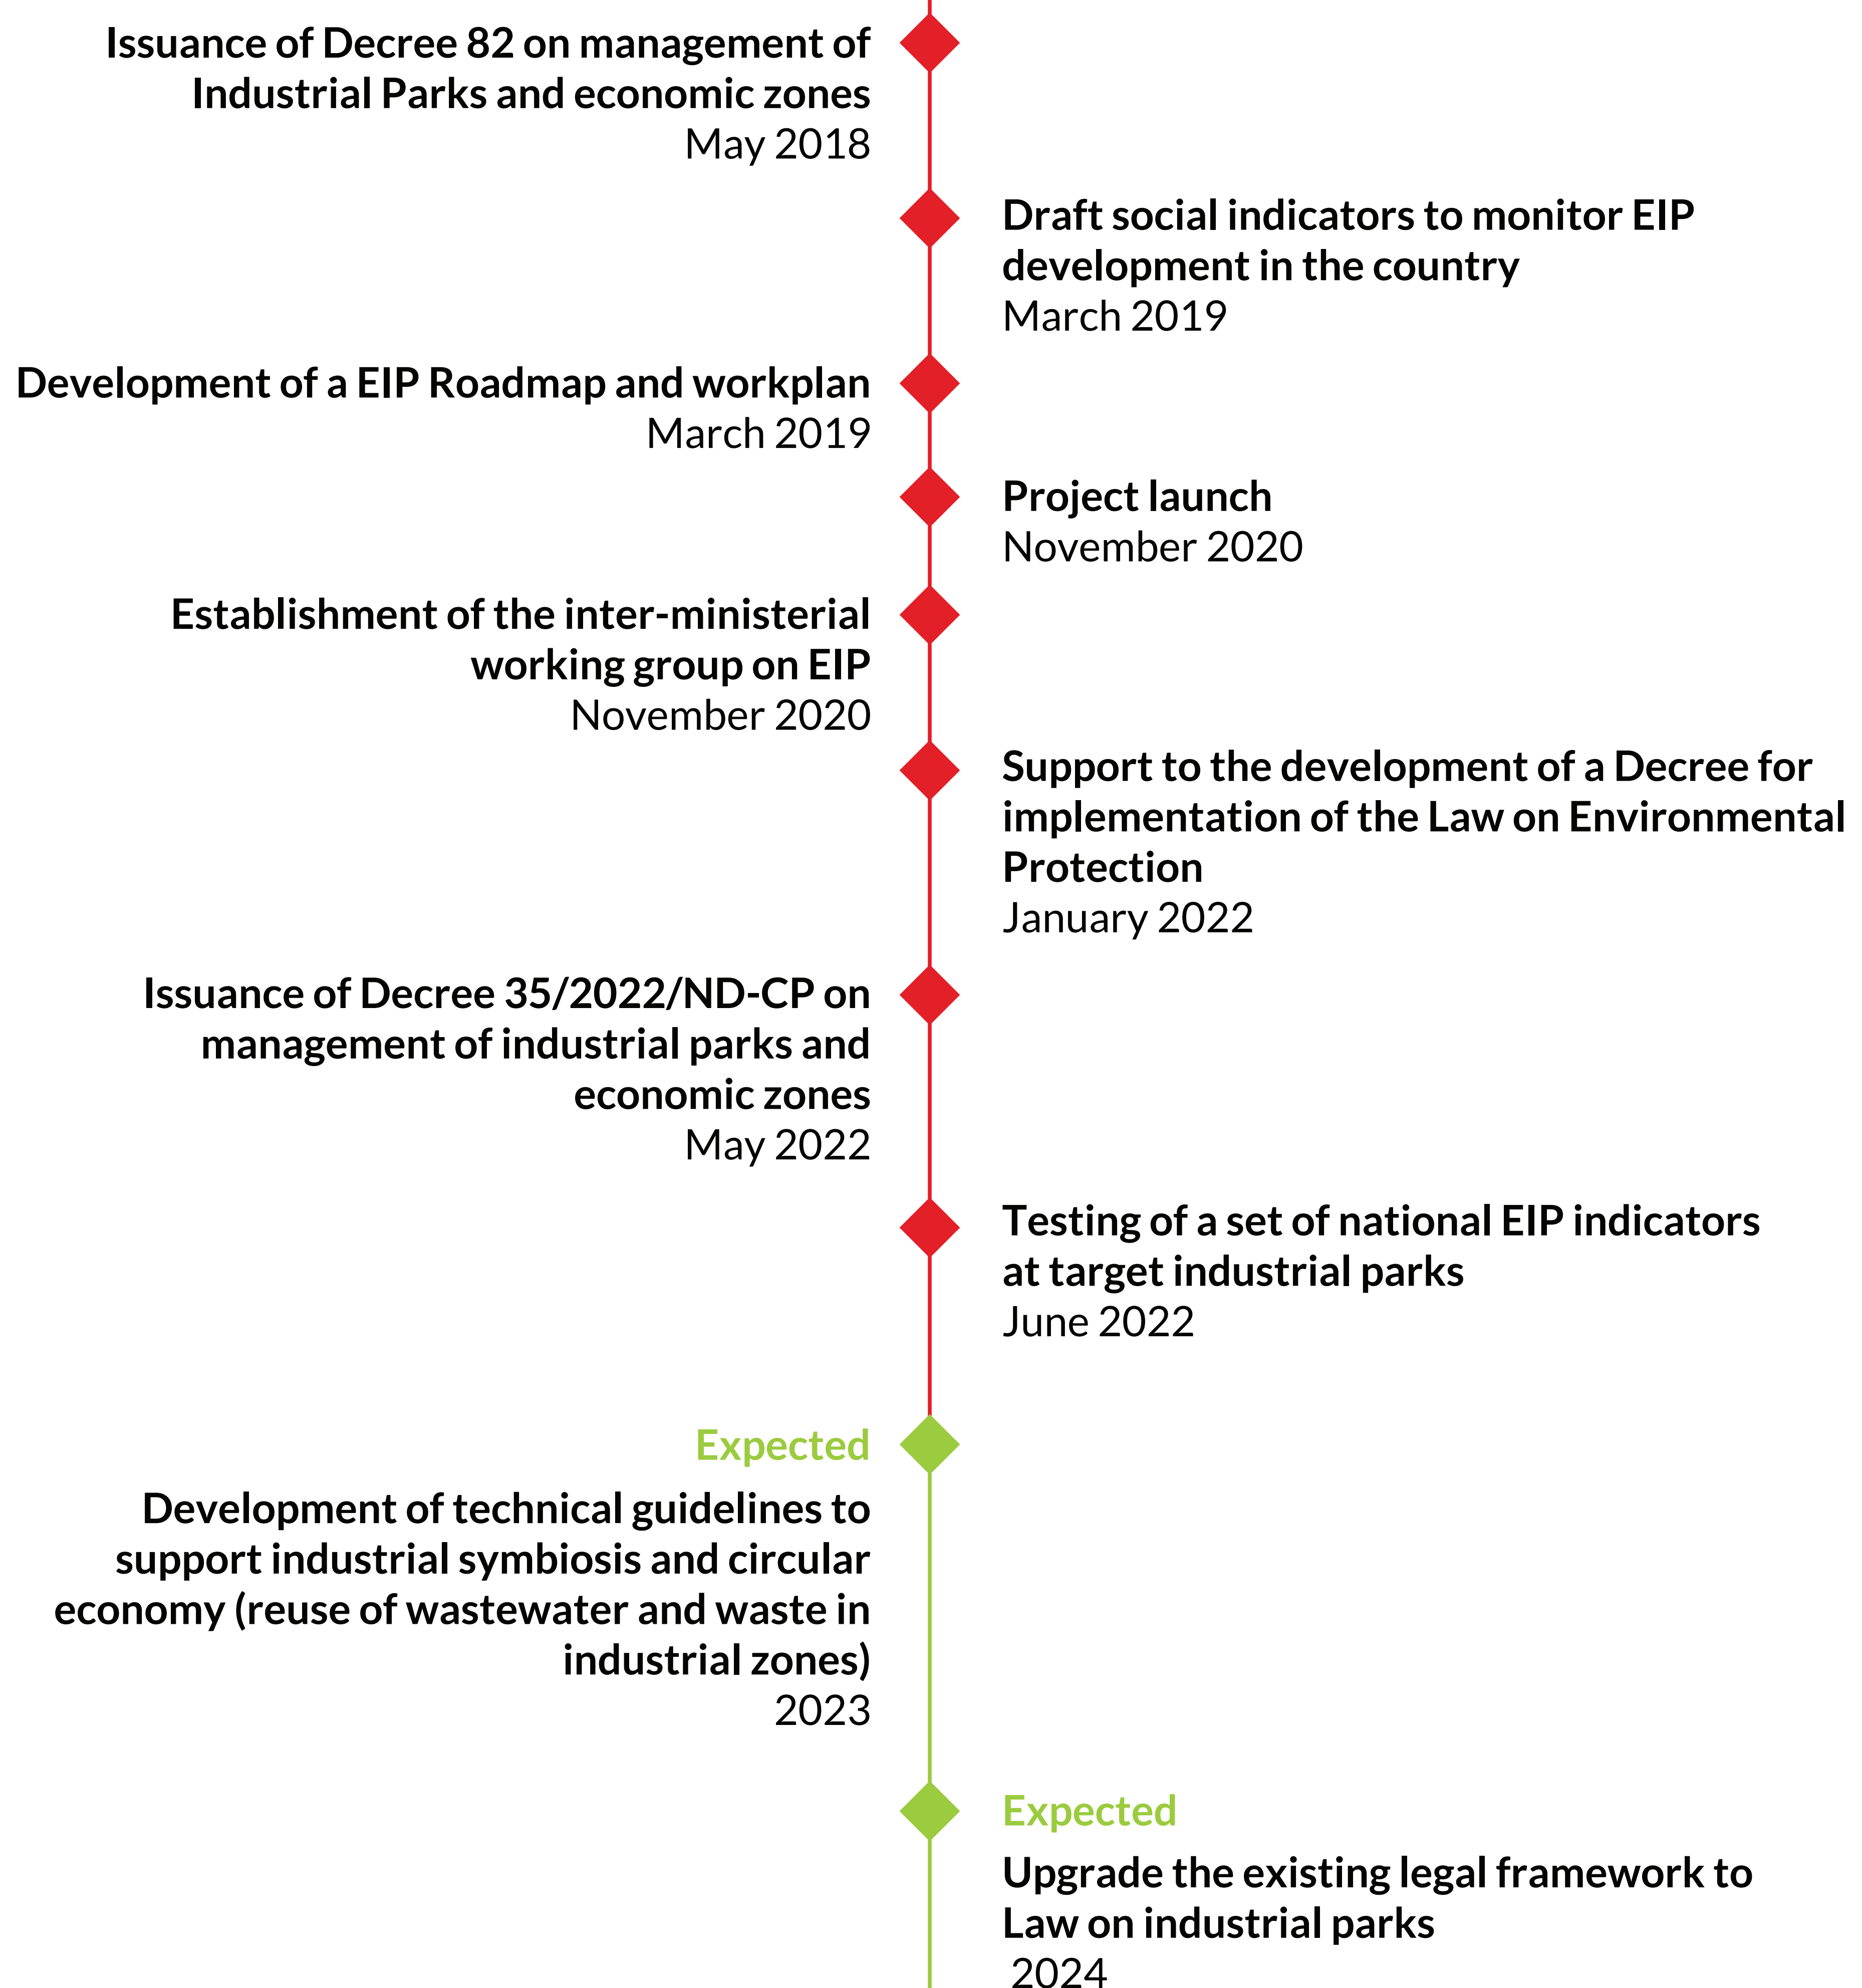 Issuance of Decree 82 on management of
Industrial Parks and economic zones
May 2018
Draft social indicators to monitor EIP
development in the country
March 2019
Development of a EIP Roadmap and workplan
March 2019
Project launch
November 2020
Establishment of the inter-ministerial
working group on EIP
November 2020
Support to the development of a Decree for
implementation of the Law on Environmental
Protection
January 2022
Issuance of Decree 35/2022/ND-CP on
management of industrial parks and
economic zones
May 2022
Testing of a set of national EIP indicators
at target industrial parks
June 2022
Expected
Development of technical guidelines to
support industrial symbiosis and circular
economy (reuse of wastewater and waste in
industrial zones)
2023
Expected
Upgrade the existing legal framework to
Law on industrial parks
2024